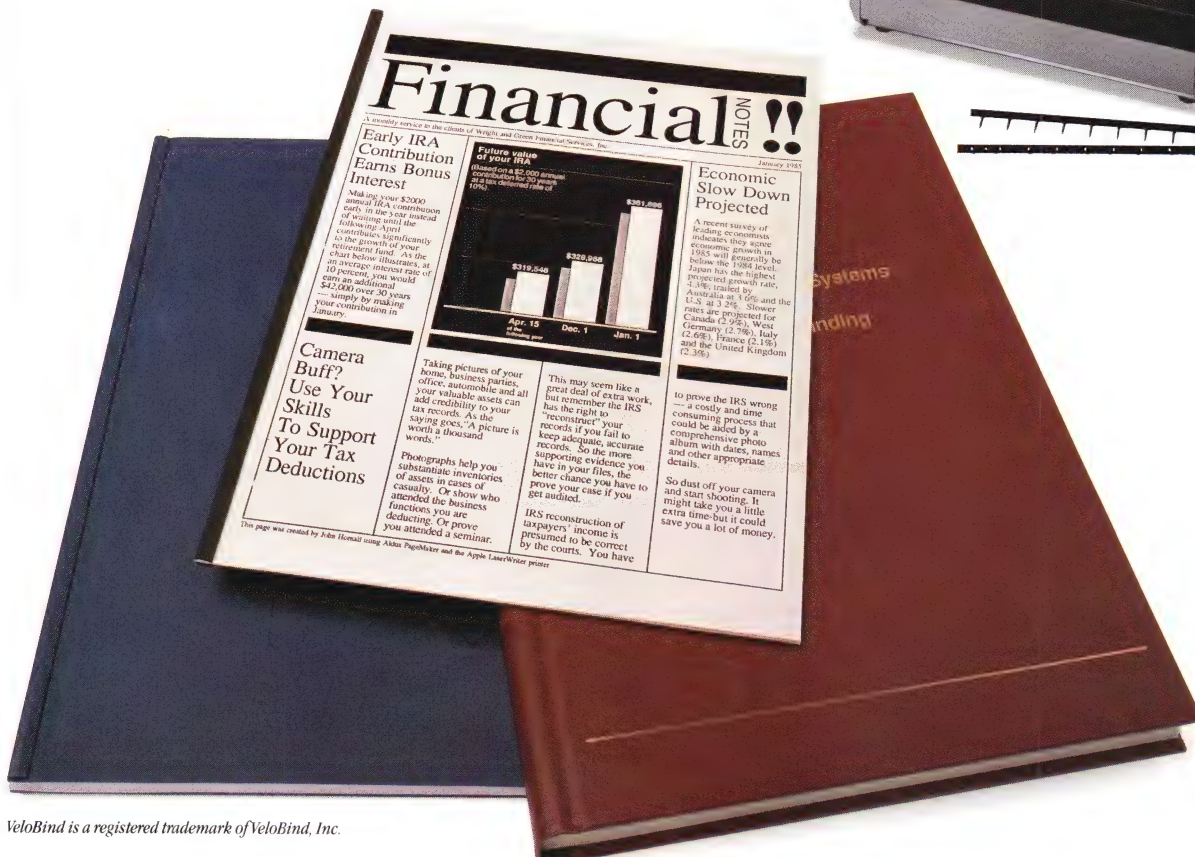 Financial NOTES !!
A monthly service to the clients of Wright and Green Financial Services, Inc.
January 1985
Early IRA
Contribution
Earns Bonus
Interest
Making your $2000
annual IRA contribution
early in the year instead
of waiting until the
following April
contributes significantly
to the growth of your
retirement fund. As the
chart below illustrates, at
an average interest rate of
10 percent, you would
earn an additional
$42,000 over 30 years
— simply by making
your contribution in
January.
Future value
of your IRA
(Based on a $2,000 annual
contribution for 30 years
at a tax deferred rate of
10%).
$319,548
$328,988
$361,886
Apr. 15
of the
following year
Dec. 1
Jan. 1
Economic
Slow Down
Projected
A recent survey of
leading economists
indicates they agree
economic growth in
1985 will generally be
below the 1984 level.
Japan has the highest
projected growth rate,
4.3%, trailed by
Australia at 3.6% and the
U.S. at 3.2%. Slower
rates are projected for
Canada (2.9%), West
Germany (2.7%), Italy
(2.6%), France (2.1%)
and the United Kingdom
(2.3%)
Camera
Buff?
Use Your
Skills
To Support
Your Tax
Deductions
Taking pictures of your
home, business parties,
office, automobile and all
your valuable assets can
add credibility to your
tax records. As the
saying goes, "A picture is
worth a thousand
words."
Photographs help you
substantiate inventories
of assets in cases of
casualty. Or show who
attended the business
functions you are
deducting. Or prove
you attended a seminar.
This may seem like a
great deal of extra work,
but remember the IRS
has the right to
"reconstruct" your
records if you fail to
keep adequate, accurate
records. So the more
supporting evidence you
have in your files, the
better chance you have to
prove your case if you
get audited.
IRS reconstruction of
taxpayers' income is
presumed to be correct
by the courts. You have
to prove the IRS wrong
— a costly and time
consuming process that
could be aided by a
comprehensive photo
album with dates, names
and other appropriate
details.
So dust off your camera
and start shooting. It
might take you a little
extra time-but it could
save you a lot of money.
This page was created by John Hornald using Aldus PageMaker and the Apple LaserWriter printer
Systems
nding
VeloBind is a registered trademark of VeloBind, Inc.